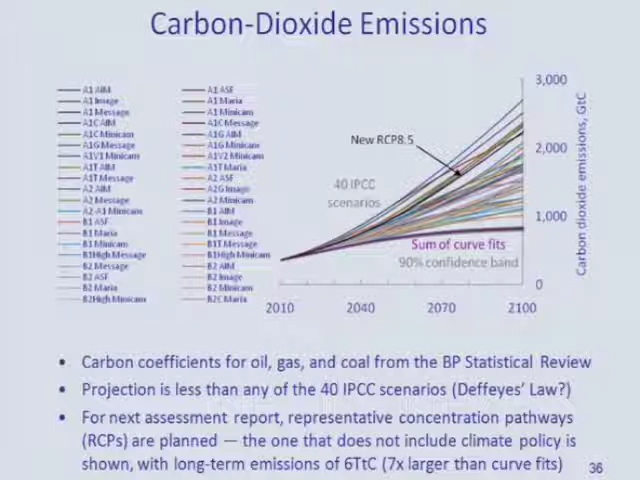 Carbon-Dioxide Emissions
A1 AIM
A1 Image
A1 Message
A1C AIM
A1C Minicam
A1G Message
A1V1 Minicam
A1T AIM
A1T Message
A2 AIM
A2 Message
A2-A1 Minicam
B1 ASF
B1 Maria
B1 Minicam
B1High Message
B2 Message
B2 ASF
B2 Maria
B2High Minicam
A1 ASF
A1 Maria
A1 Minicam
A1C Message
A1G AIM
A1G Minicam
A1V2 Minicam
A1T Maria
A2 ASF
A2G Image
A2 Minicam
B1 AIM
B1 Image
B1 Message
B1T Message
B1High Minicam
B2 AIM
B2 Image
B2 Minicam
B2C Maria
3,000
2,000
1,000
0
Carbon dioxide emissions, GtC
New RCP8.5
40 IPCC
scenarios
Sum of curve fits
90% confidence band
2010 2040 2070 2100
• Carbon coefficients for oil, gas, and coal from the BP Statistical Review
• Projection is less than any of the 40 IPCC scenarios (Deffeyes' Law?)
• For next assessment report, representative concentration pathways
(RCPs) are planned — the one that does not include climate policy is
shown, with long-term emissions of 6TtC (7x larger than curve fits)
36